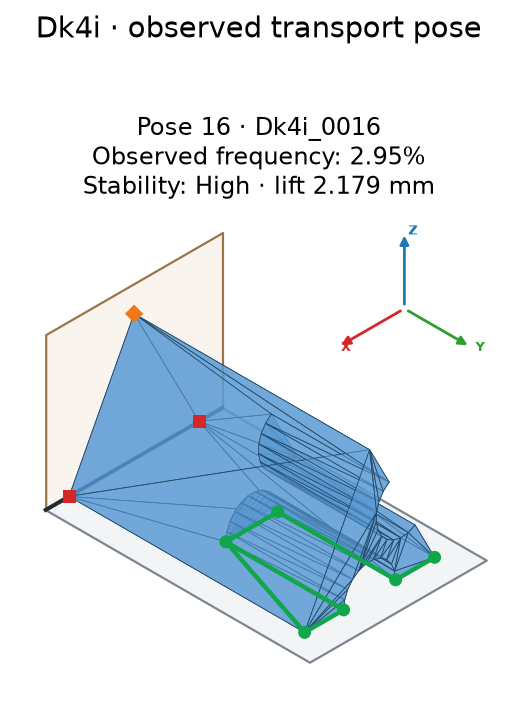 Dk4i · observed transport pose
Pose 16 · Dk4i_0016
Observed frequency: 2.95%
Stability: High · lift 2.179 mm
Z
X
Y